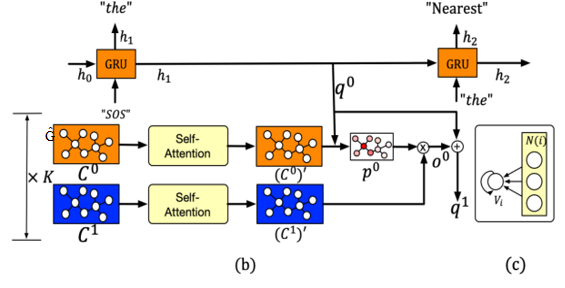 "the"
"Nearest"
h₁
h₂
GRU
GRU
h₀
h₁
h₂
q⁰
"SOS"
"the"
Ĝ
Self-
Attention
N(i)
× K
C⁰
(C⁰)′
p⁰
o⁰
Self-
Attention
Vᵢ
C¹
(C¹)′
q¹
(b)
(c)